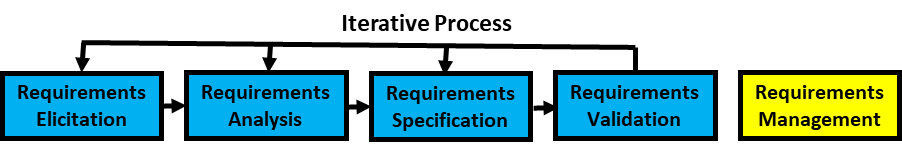 Iterative Process
Requirements
Elicitation
Requirements
Analysis
Requirements
Specification
Requirements
Validation
Requirements
Management